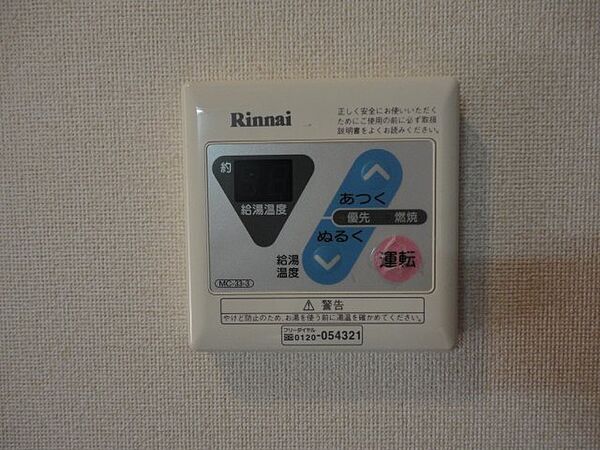 Rinnai
正しく安全にお使いいただく
ためにご使用の前に必ず取扱
説明書をよくお読みください。
約
給湯温度
あつく
優先 燃焼
ぬるく
給湯
温度
運転
MC-33-3
警告
やけど防止のため、お湯を使う前に湯温を確かめてください。
フリーダイヤル
0120-054321